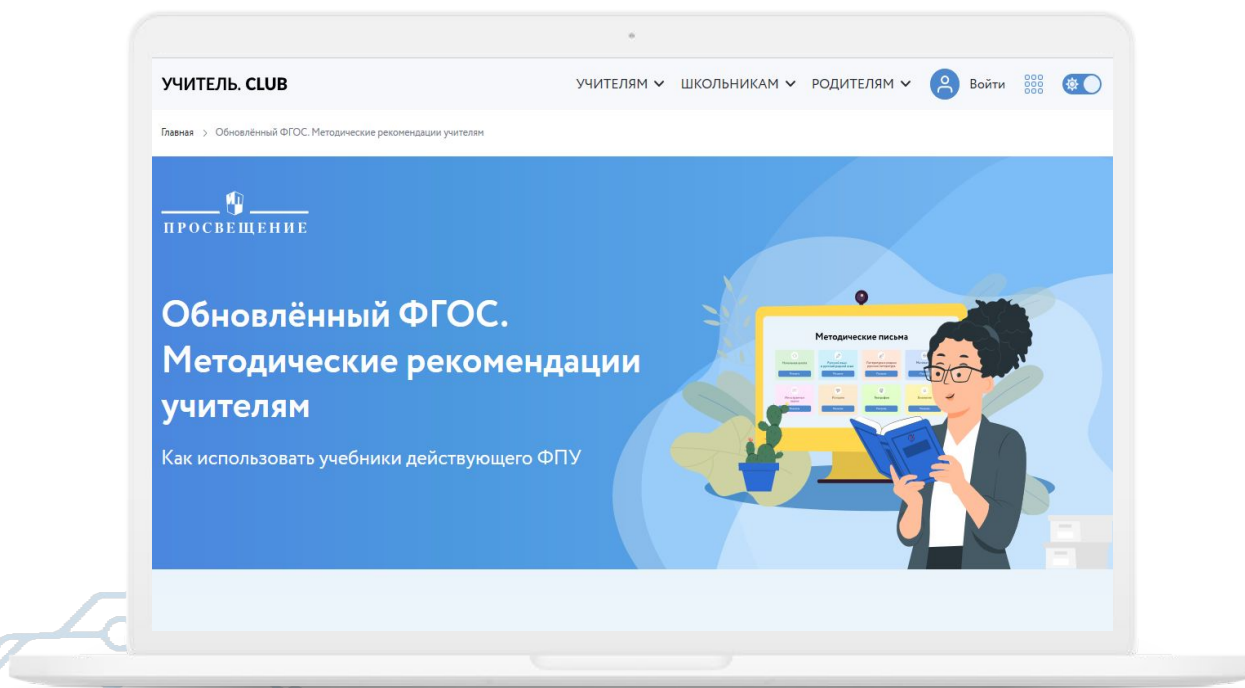 УЧИТЕЛЬ. CLUB
УЧИТЕЛЯМ
ШКОЛЬНИКАМ
РОДИТЕЛЯМ
Войти
Главная > Обновлённый ФГОС. Методические рекомендации учителям
ПРОСВЕЩЕНИЕ
Обновлённый ФГОС.
Методические рекомендации
учителям
Как использовать учебники действующего ФПУ
Методические письма